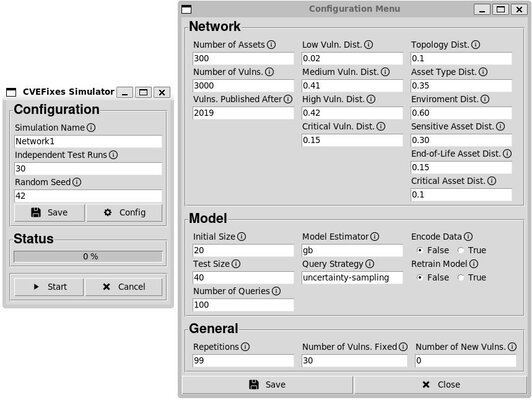 CVEFixes Simulator
Configuration
Simulation Name
Network1
Independent Test Runs
30
Random Seed
42
Save Config
Status
0 %
Start Cancel
Configuration Menu
Network
Number of Assets Low Vuln. Dist. Topology Dist.
300 0.02 0.1
Number of Vulns. Medium Vuln. Dist. Asset Type Dist.
3000 0.41 0.35
Vulns. Published After High Vuln. Dist. Enviroment Dist.
2019 0.42 0.60
Critical Vuln. Dist. Sensitive Asset Dist.
0.15 0.30
End-of-Life Asset Dist.
0.15
Critical Asset Dist.
0.1
Model
Initial Size Model Estimator Encode Data
20 gb False True
Test Size Query Strategy Retrain Model
40 uncertainty-sampling False True
Number of Queries
100
General
Repetitions Number of Vulns. Fixed Number of New Vulns.
99 30 0
Save Close